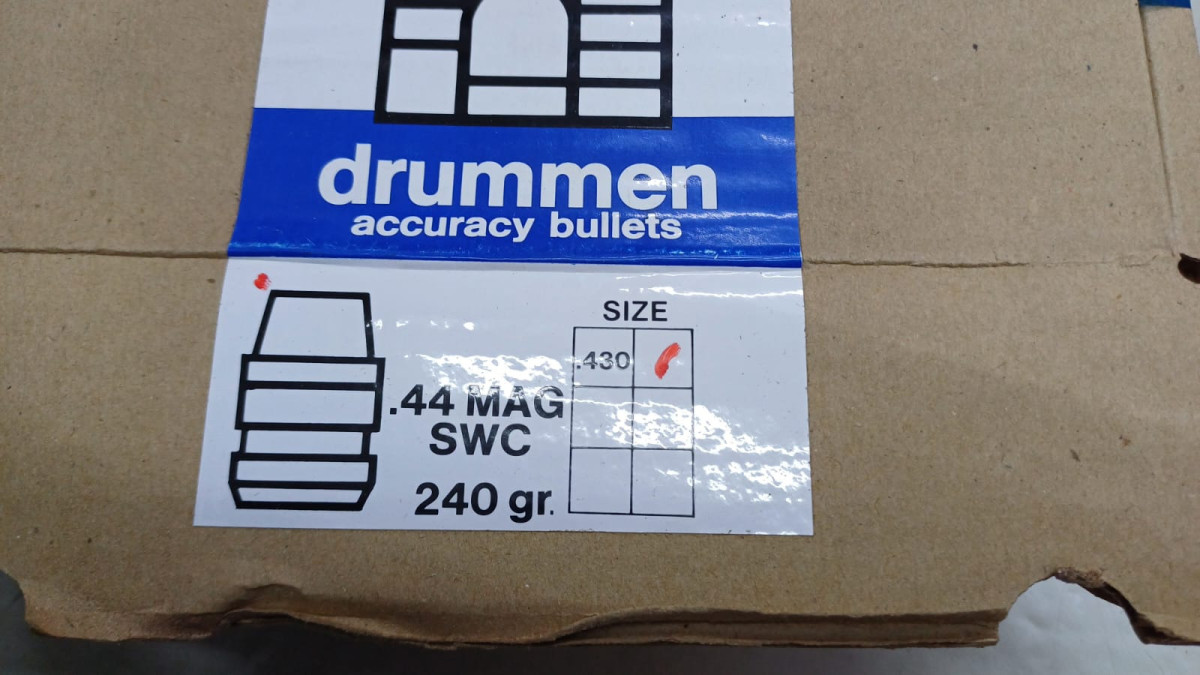 drummen
accuracy bullets
SIZE
.430
.44 MAG
SWC
240 gr.